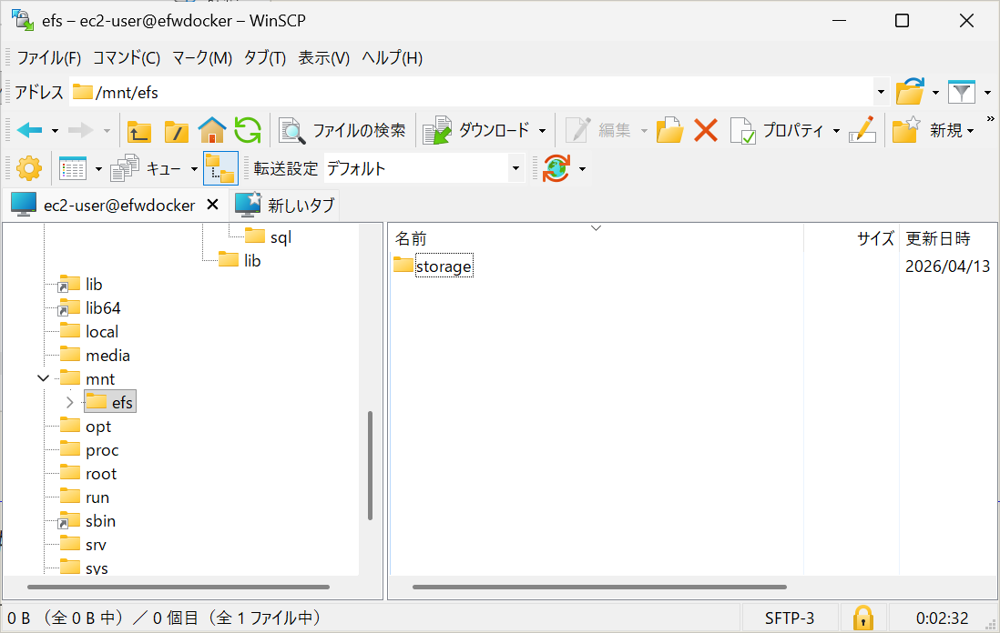 efs – ec2-user@efwdocker – WinSCP
ファイル(F) コマンド(C) マーク(M) タブ(T) 表示(V) ヘルプ(H)
アドレス /mnt/efs
ファイルの検索 ダウンロード 編集 プロパティ 新規 »
キュー 転送設定 デフォルト
ec2-user@efwdocker 新しいタブ
sql
lib
lib
lib64
local
media
mnt
efs
opt
proc
root
run
sbin
srv
sys
名前 サイズ 更新日時
storage 2026/04/13
0 B （全 0 B 中）／ 0 個目（全 1 ファイル中） SFTP-3 0:02:32